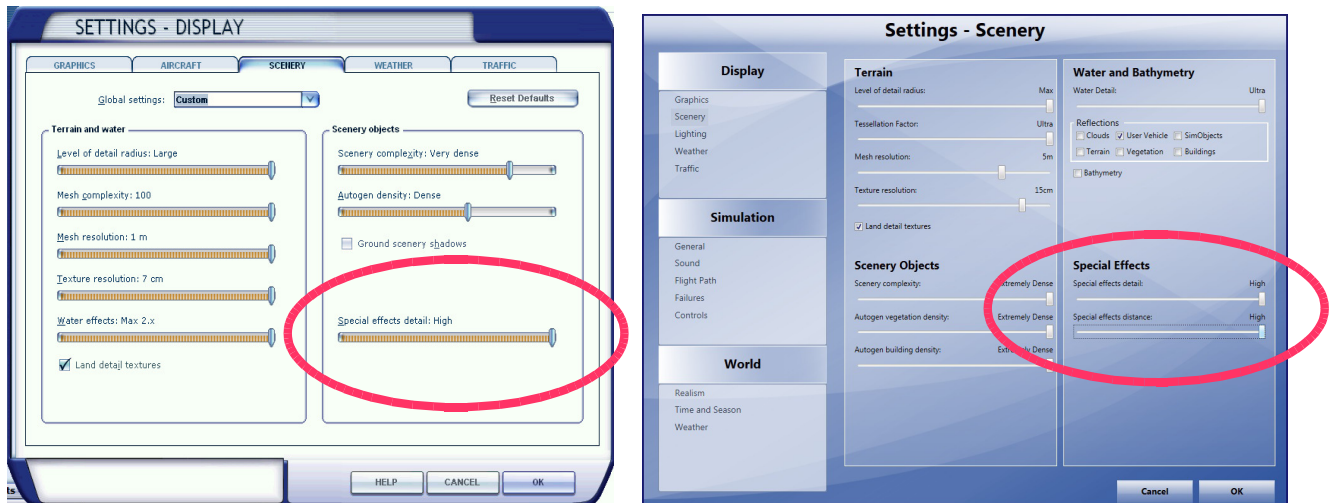 SETTINGS - DISPLAY
GRAPHICS AIRCRAFT SCENERY WEATHER TRAFFIC
Global settings: Custom
Reset Defaults
Terrain and water
Level of detail radius: Large
Mesh complexity: 100
Mesh resolution: 1 m
Texture resolution: 7 cm
Water effects: Max 2.x
Land detail textures
Scenery objects
Scenery complexity: Very dense
Autogen density: Dense
Ground scenery shadows
Special effects detail: High
HELP CANCEL OK
ts
Settings - Scenery
Display
Graphics
Scenery
Lighting
Weather
Traffic
Simulation
General
Sound
Flight Path
Failures
Controls
World
Realism
Time and Season
Weather
Terrain
Level of detail radius: Max
Tessellation Factor: Ultra
Mesh resolution: 5m
Texture resolution: 15cm
Land detail textures
Scenery Objects
Scenery complexity: Extremely Dense
Autogen vegetation density: Extremely Dense
Autogen building density: Extremely Dense
Water and Bathymetry
Water Detail: Ultra
Reflections
Clouds User Vehicle SimObjects
Terrain Vegetation Buildings
Bathymetry
Special Effects
Special effects detail: High
Special effects distance: High
Cancel OK